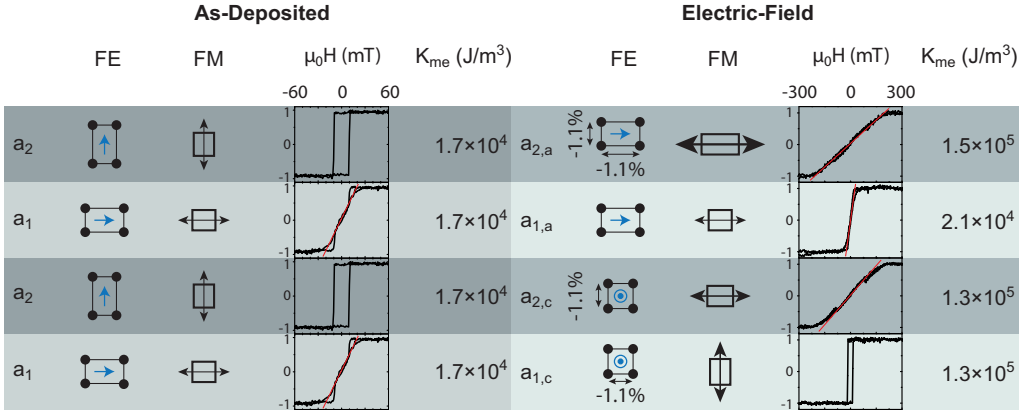 As-Deposited Electric-Field
FE FM μ₀H (mT) Kₘₑ (J/m³) FE FM μ₀H (mT) Kₘₑ (J/m³)
-60 0 60 -300 0 300
a₂ 1 0 -1 1.7×10⁴ a₂,ₐ -1.1% -1.1% 1 0 -1 1.5×10⁵
a₁ 1 0 -1 1.7×10⁴ a₁,ₐ 1 0 -1 2.1×10⁴
a₂ 1 0 -1 1.7×10⁴ a₂,c -1.1% 1 0 -1 1.3×10⁵
a₁ 1 0 -1 1.7×10⁴ a₁,c -1.1% 1 0 -1 1.3×10⁵